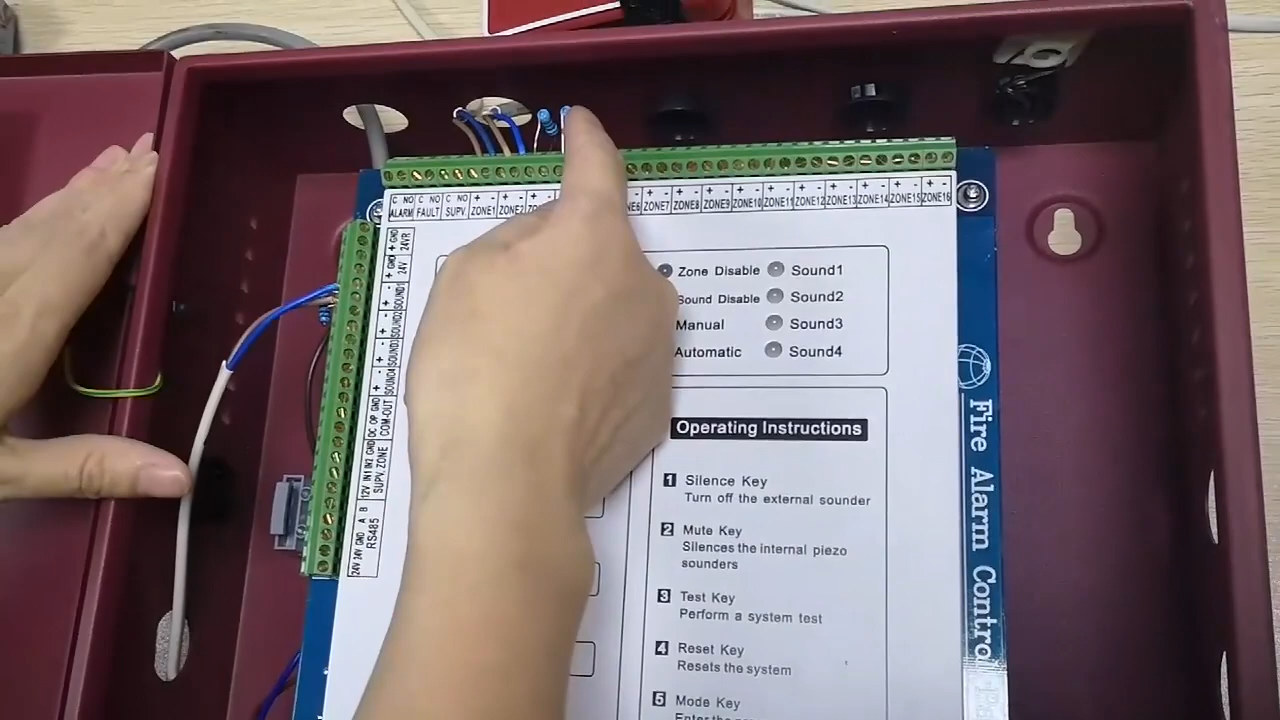 C NO C NO C NO + - + - + - + - + - + - + - + - + - + - + - + - + -
ALARM FAULT SUPV. ZONE1 ZONE2 ZONE7 ZONE8 ZONE9 ZONE10 ZONE11 ZONE12 ZONE13 ZONE14 ZONE15 ZONE16
+ GND
24VR
+ GND
24V
+ -
SOUND1
+ -
SOUND2
+ -
SOUND3
+ -
SOUND4
DC OP GND
COM-OUT
12V IN1 IN2 GND
SUPV. ZONE
24V 24V GND A B
RS485
Zone Disable Sound1
Sound Disable Sound2
Manual Sound3
Automatic Sound4
Operating Instructions
1 Silence Key
Turn off the external sounder
2 Mute Key
Silences the internal piezo
sounders
3 Test Key
Perform a system test
4 Reset Key
Resets the system
5 Mode Key
Fire Alarm Control